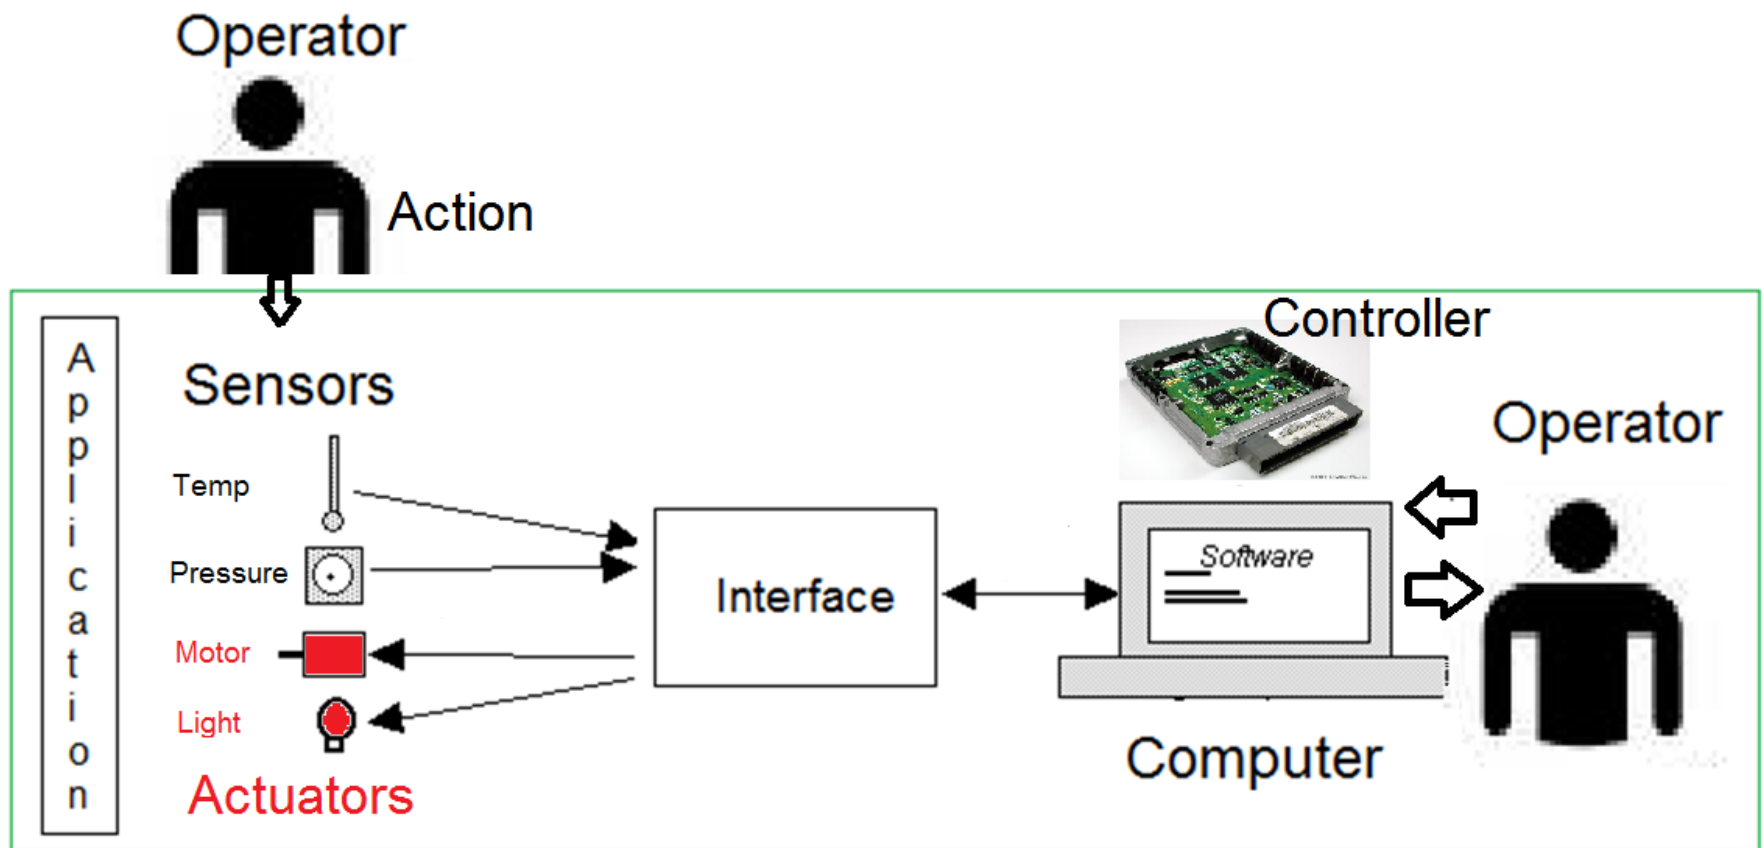 Operator
Action
Application
Sensors
Temp
Pressure
Motor
Light
Actuators
Interface
Controller
Software
Computer
Operator